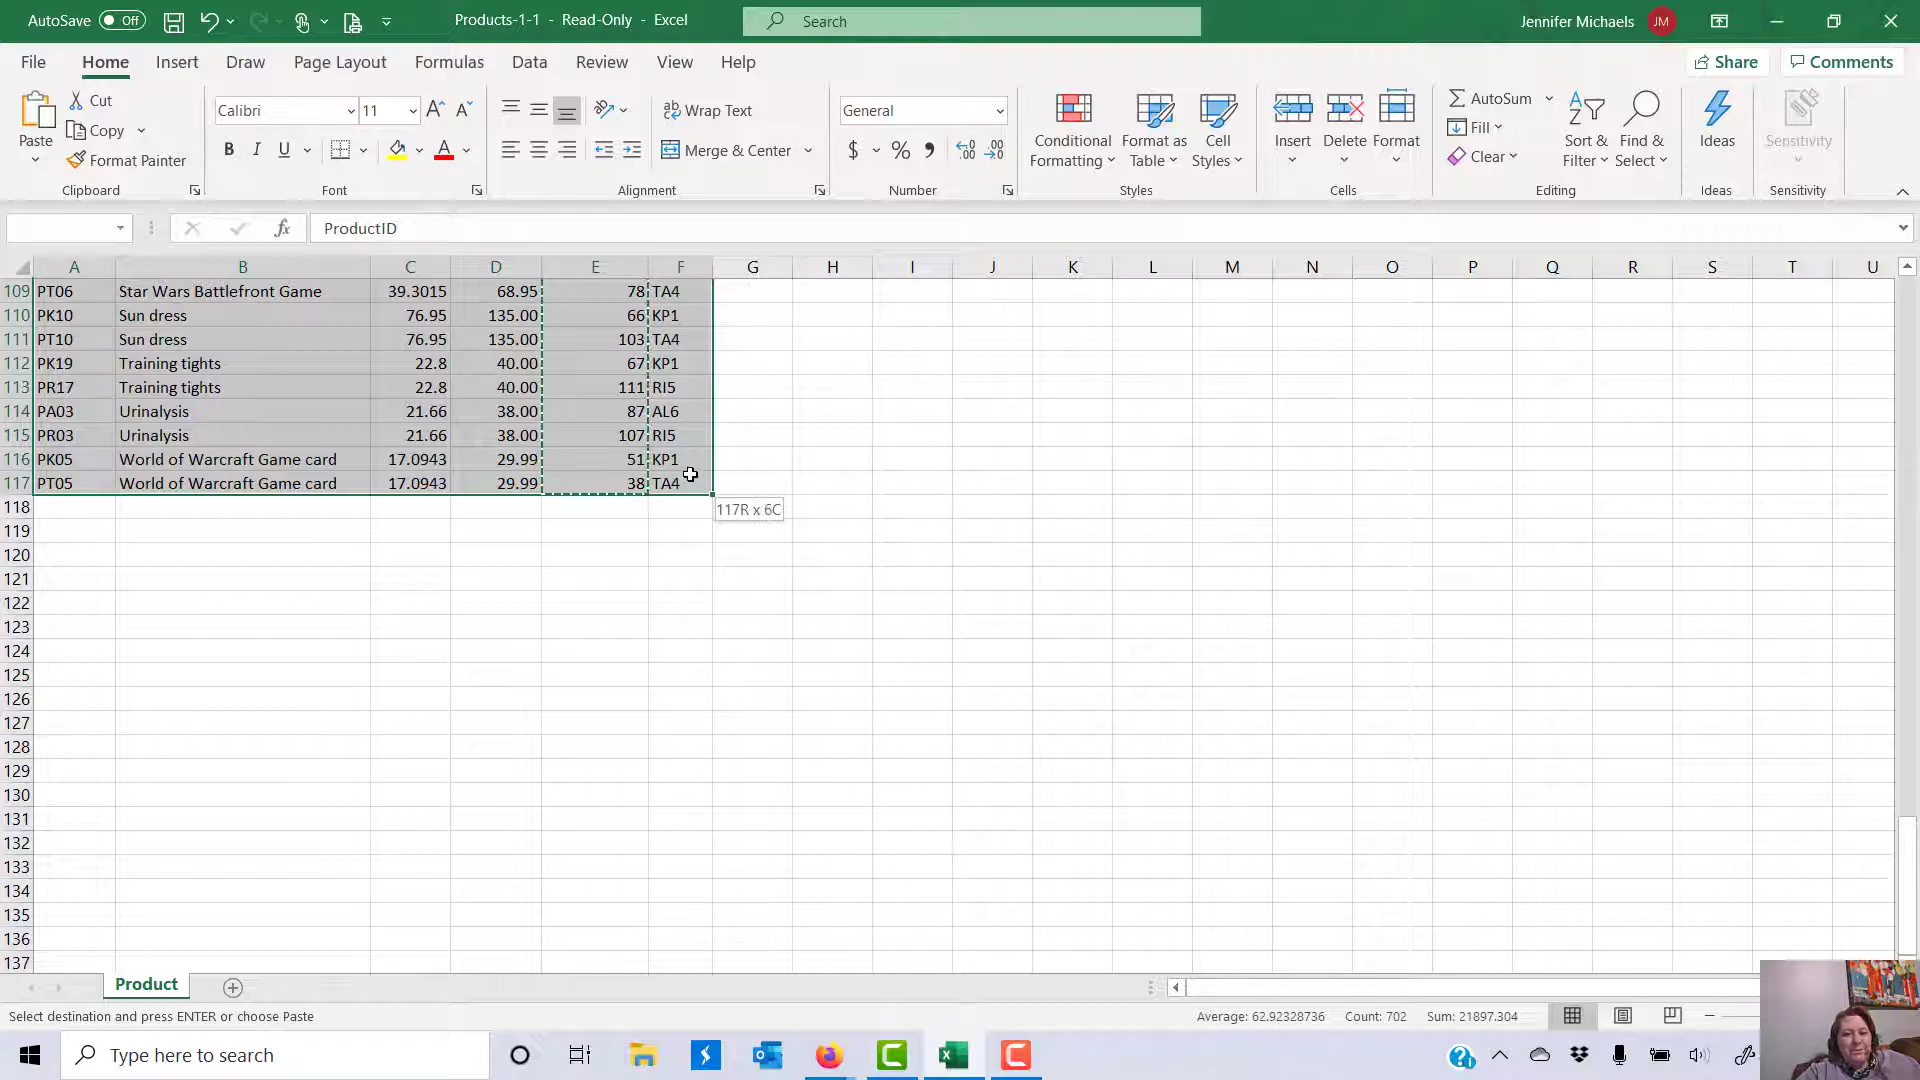 AutoSave Off Products-1-1 - Read-Only - Excel Search Jennifer Michaels JM
File Home Insert Draw Page Layout Formulas Data Review View Help Share Comments
Paste Cut Copy Format Painter Clipboard
Calibri 11 A^ A˅ B I U A Font
ab Wrap Text Merge & Center Alignment
General $ % 9 .00 .00 Number
Conditional Formatting Format as Table Cell Styles Styles
Insert Delete Format Cells
AutoSum Fill Clear Sort & Filter Find & Select Editing
Ideas Ideas
Sensitivity Sensitivity
fx ProductID
A B C D E F G H I J K L M N O P Q R S T U
109 PT06 Star Wars Battlefront Game 39.3015 68.95 78 TA4
110 PK10 Sun dress 76.95 135.00 66 KP1
111 PT10 Sun dress 76.95 135.00 103 TA4
112 PK19 Training tights 22.8 40.00 67 KP1
113 PR17 Training tights 22.8 40.00 111 RI5
114 PA03 Urinalysis 21.66 38.00 87 AL6
115 PR03 Urinalysis 21.66 38.00 107 RI5
116 PK05 World of Warcraft Game card 17.0943 29.99 51 KP1
117 PT05 World of Warcraft Game card 17.0943 29.99 38 TA4
118 117R x 6C
119
120
121
122
123
124
125
126
127
128
129
130
131
132
133
134
135
136
137
Product
Select destination and press ENTER or choose Paste Average: 62.92328736 Count: 702 Sum: 21897.304
Type here to search